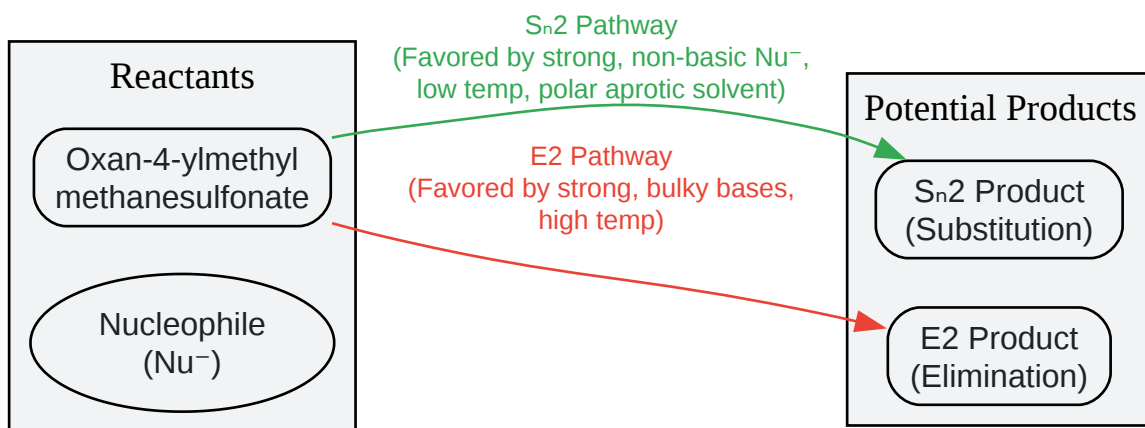 Sₙ2 Pathway
(Favored by strong, non-basic Nu⁻,
low temp, polar aprotic solvent)
Reactants
Potential Products
Oxan-4-ylmethyl
methanesulfonate
E2 Pathway
(Favored by strong, bulky bases,
high temp)
Sₙ2 Product
(Substitution)
Nucleophile
(Nu⁻)
E2 Product
(Elimination)